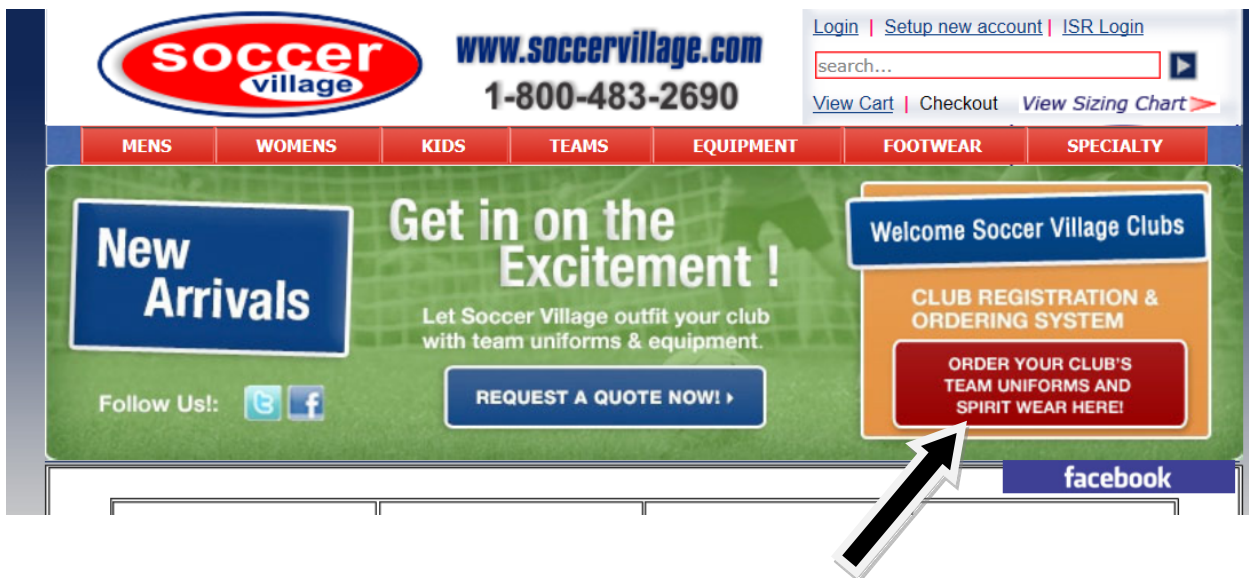 soccer
village
www.soccervillage.com
1-800-483-2690
Login | Setup new account | ISR Login
search...
View Cart | Checkout View Sizing Chart
MENS WOMENS KIDS TEAMS EQUIPMENT FOOTWEAR SPECIALTY
New
Arrivals
Follow Us!:
Get in on the
Excitement !
Let Soccer Village outfit your club
with team uniforms & equipment.
REQUEST A QUOTE NOW!
Welcome Soccer Village Clubs
CLUB REGISTRATION &
ORDERING SYSTEM
ORDER YOUR CLUB'S
TEAM UNIFORMS AND
SPIRIT WEAR HERE!
facebook